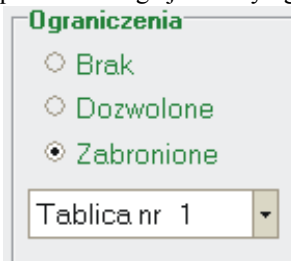 Ograniczenia
Brak
Dozwolone
Zabronione
Tablica nr 1